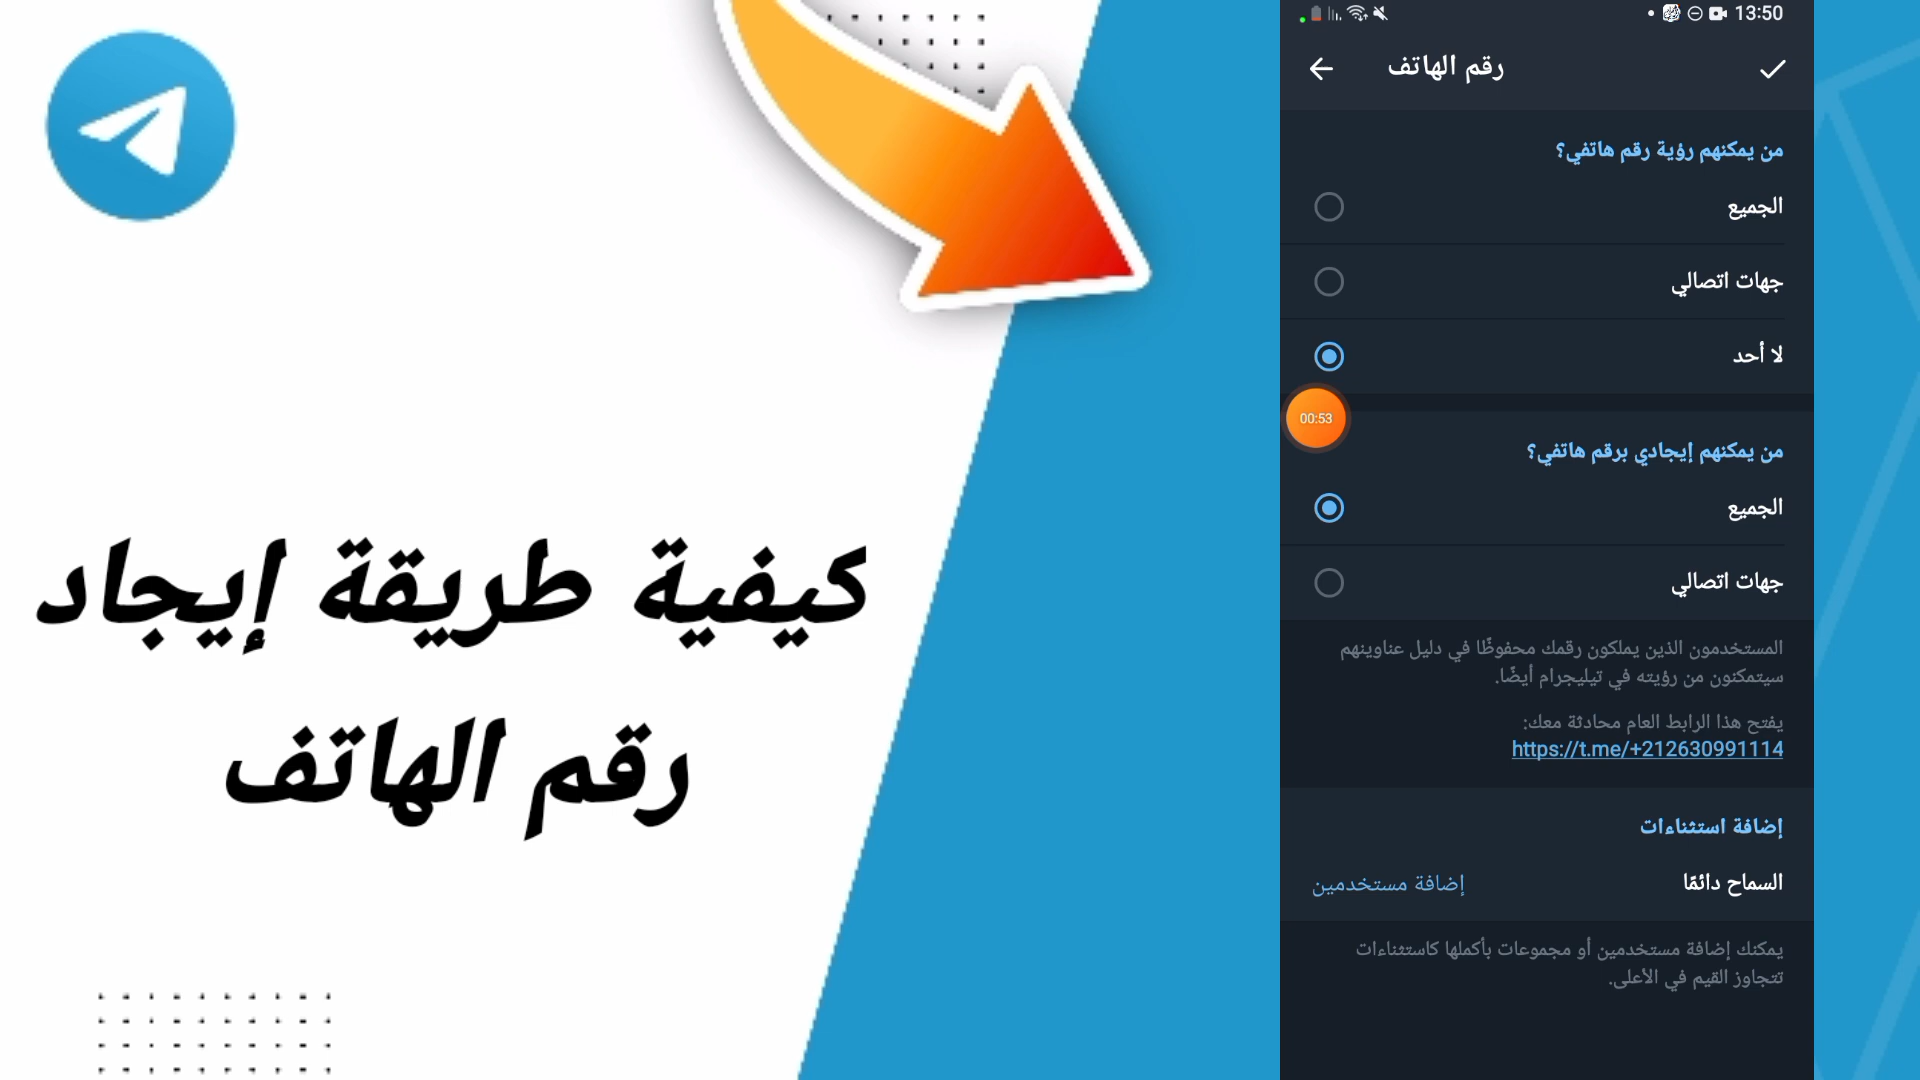 كيفية طريقة إيجاد
رقم الهاتف
13:50
رقم الهاتف
من يمكنهم رؤية رقم هاتفي؟
الجميع
جهات اتصالي
لا أحد
00:53
من يمكنهم إيجادي برقم هاتفي؟
الجميع
جهات اتصالي
المستخدمون الذين يملكون رقمك محفوظًا في دليل عناوينهم
سيتمكنون من رؤيته في تيليجرام أيضًا.
يفتح هذا الرابط العام محادثة معك:
https://t.me/+212630991114
إضافة استثناءات
السماح دائمًا إضافة مستخدمين
يمكنك إضافة مستخدمين أو مجموعات بأكملها كاستثناءات
تتجاوز القيم في الأعلى.